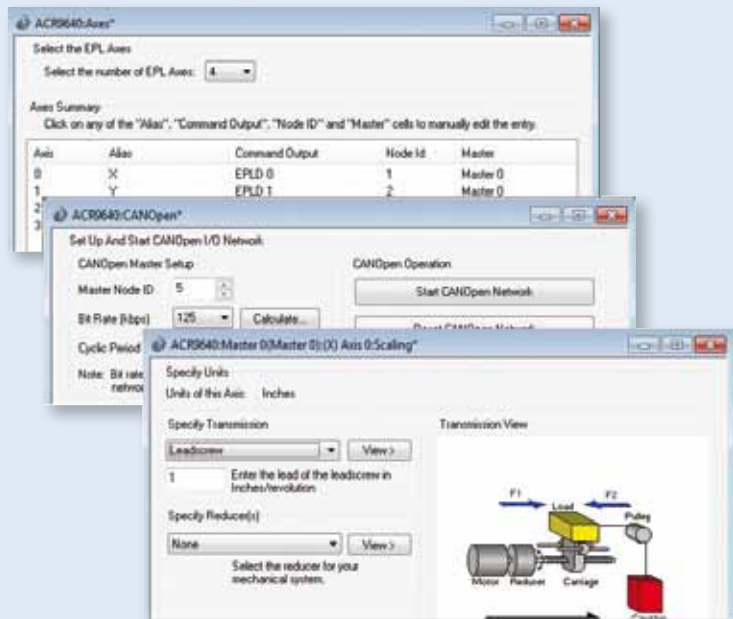 ACR9640:Axes*
Select the EPL Axes
Select the number of EPL Axes: 4
Axes Summary
Click on any of the "Alias", "Command Output", "Node ID" and "Master" cells to manually edit the entry.
Axis Alias Command Output Node Id Master
0 X EPLD 0 1 Master 0
1 Y EPLD 1 2 Master 0
2
3
ACR9640:CANOpen*
Set Up And Start CANOpen I/O Network
CANOpen Master Setup
Master Node ID 5
Bit Rate (kbps) 125 Calculate...
Cyclic Period
Note: Bit rate
CANOpen Operation
Start CANOpen Network
Reset CANOpen Network
ACR9640:Master 0(Master 0):(X) Axis 0:Scaling*
Specify Units
Units of this Axis: Inches
Specify Transmission
Leadscrew View >
1 Enter the lead of the leadscrew in
Inches/revolution
Specify Reducer(s)
None View >
Select the reducer for your
mechanical system.
Transmission View
F1 F2
Load
Pulley
Motor Reducer Carriage